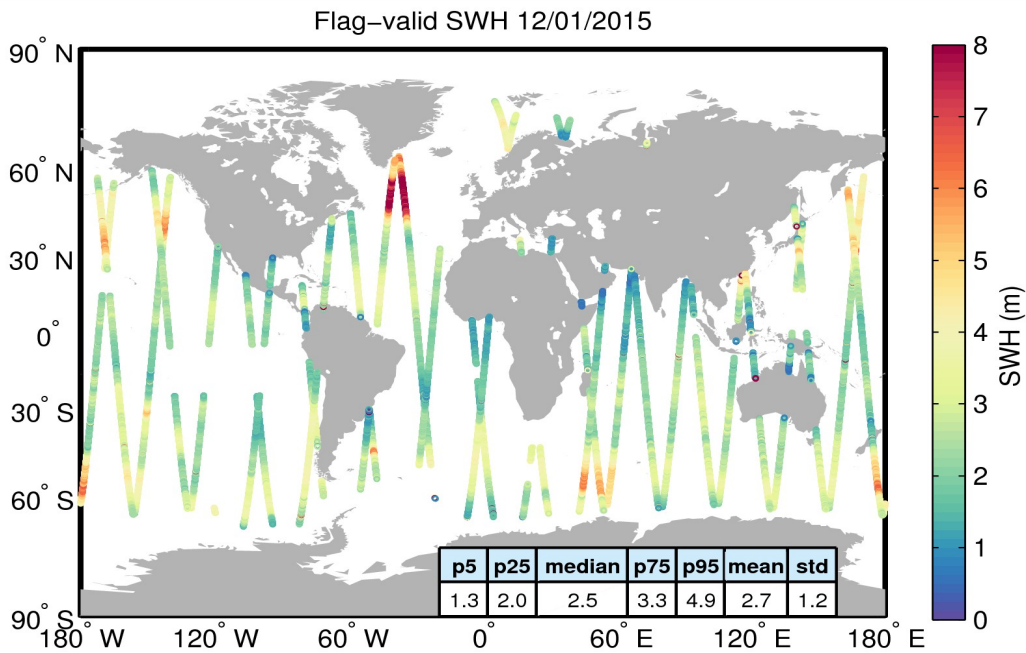 Flag−valid SWH 12/01/2015
90° N
60° N
30° N
0°
30° S
60° S
90° S
180° W
120° W
60° W
0°
60° E
120° E
180° E
p5 p25 median p75 p95 mean std
1.3 2.0 2.5 3.3 4.9 2.7 1.2
8
7
6
5
4
3
2
1
0
SWH (m)